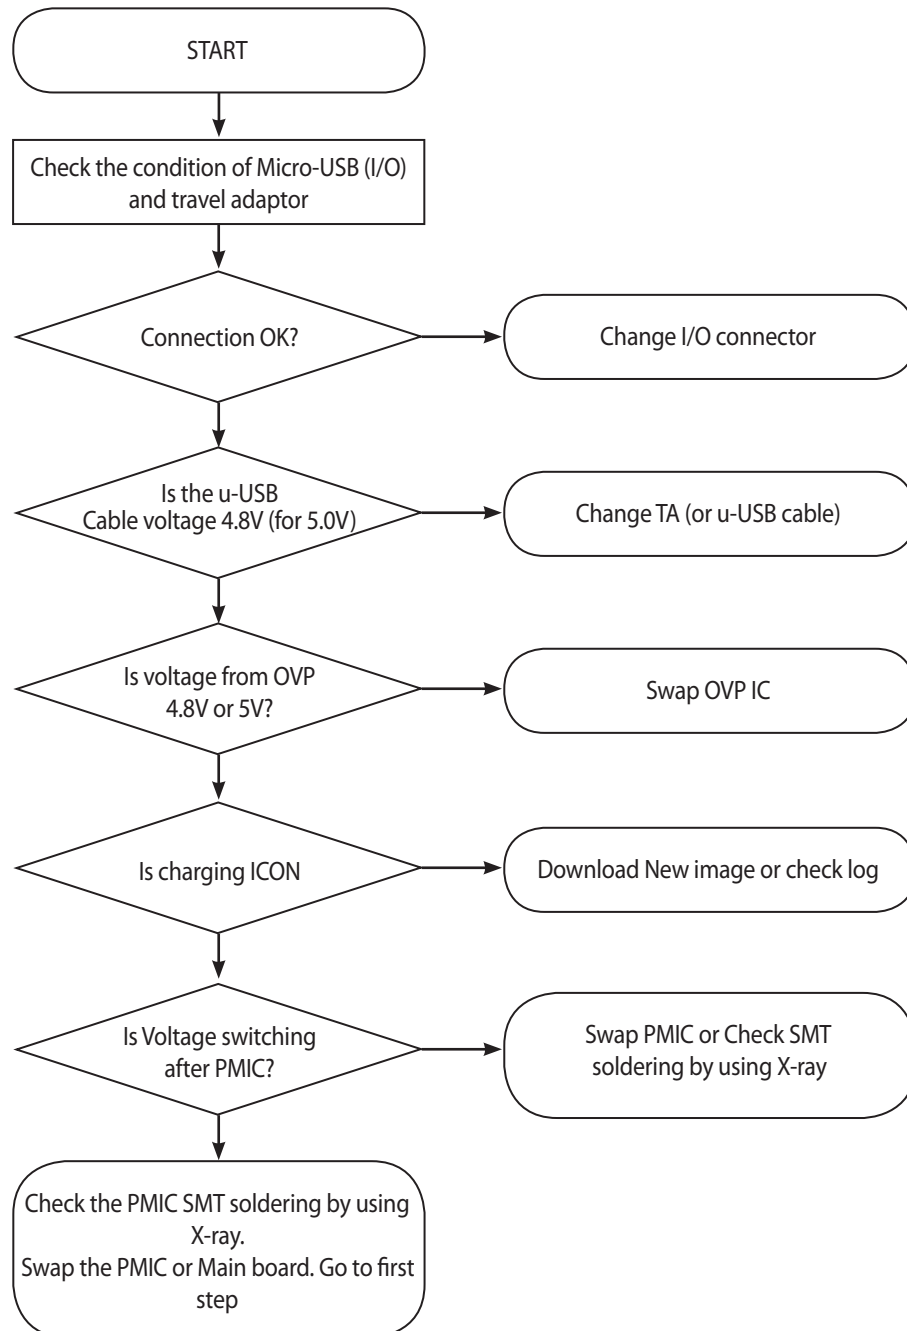 START
Check the condition of Micro-USB (I/O)
and travel adaptor
Connection OK?
Change I/O connector
Is the u-USB
Cable voltage 4.8V (for 5.0V)
Change TA (or u-USB cable)
Is voltage from OVP
4.8V or 5V?
Swap OVP IC
Is charging ICON
Download New image or check log
Is Voltage switching
after PMIC?
Swap PMIC or Check SMT
soldering by using X-ray
Check the PMIC SMT soldering by using
X-ray.
Swap the PMIC or Main board. Go to first
step